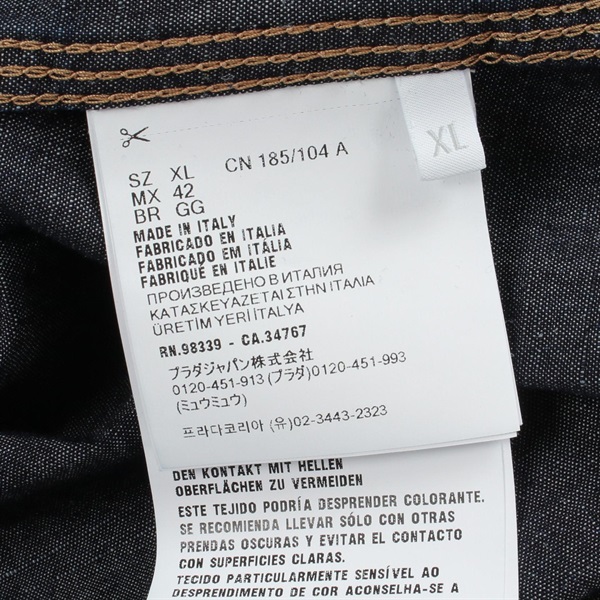 XL
SZ XL CN 185/104 A
MX 42
BR GG
MADE IN ITALY
FABRICADO EN ITALIA
FABRICADO EM ITÁLIA
FABRIQUÉ EN ITALIE
ПРОИЗВЕДЕНО В ИТАЛИЯ
ΚΑΤΑΣΚΕΥΑΖΕΤΑΙ ΣΤΗΝ ΙΤΑΛΙΑ
ÜRETİM YERİ İTALYA
RN.98339 - CA.34767
プラダジャパン株式会社
0120-451-913 (プラダ)0120-451-993
(ミュウミュウ)
프라다코리아 (유)02-3443-2323
DEN KONTAKT MIT HELLEN
OBERFLÄCHEN ZU VERMEIDEN
ESTE TEJIDO PODRÍA DESPRENDER COLORANTE.
SE RECOMIENDA LLEVAR SÓLO CON OTRAS
PRENDAS OSCURAS Y EVITAR EL CONTACTO
CON SUPERFICIES CLARAS.
TECIDO PARTICULARMENTE SENSÍVEL AO
DESPRENDIMENTO DE COR ACONSELHA-SE A